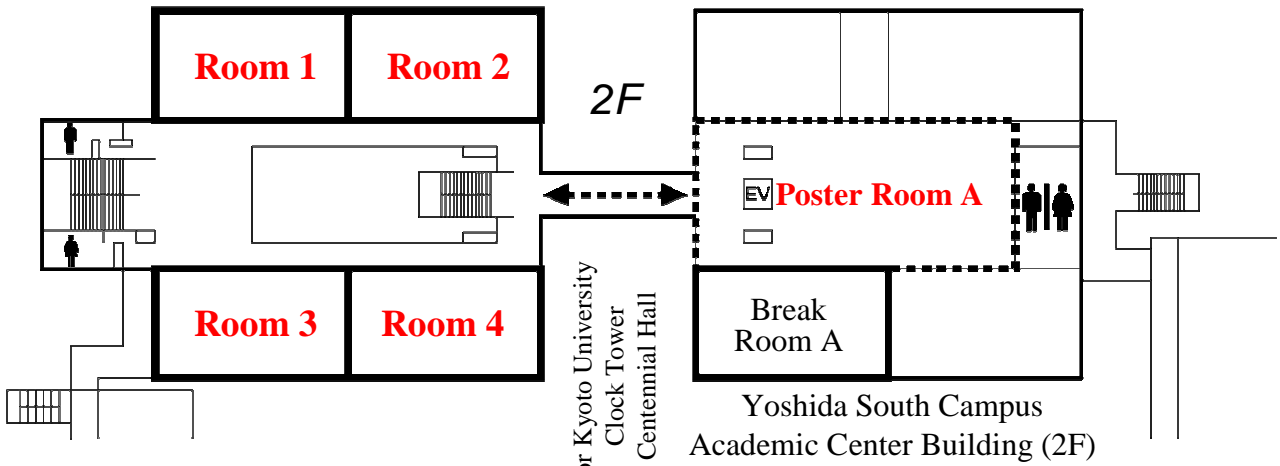 Room 1
Room 2
2F
EV
Poster Room A
Room 3
Room 4
Kyoto University
Clock Tower
Centennial Hall
Break
Room A
Yoshida South Campus
Academic Center Building (2F)